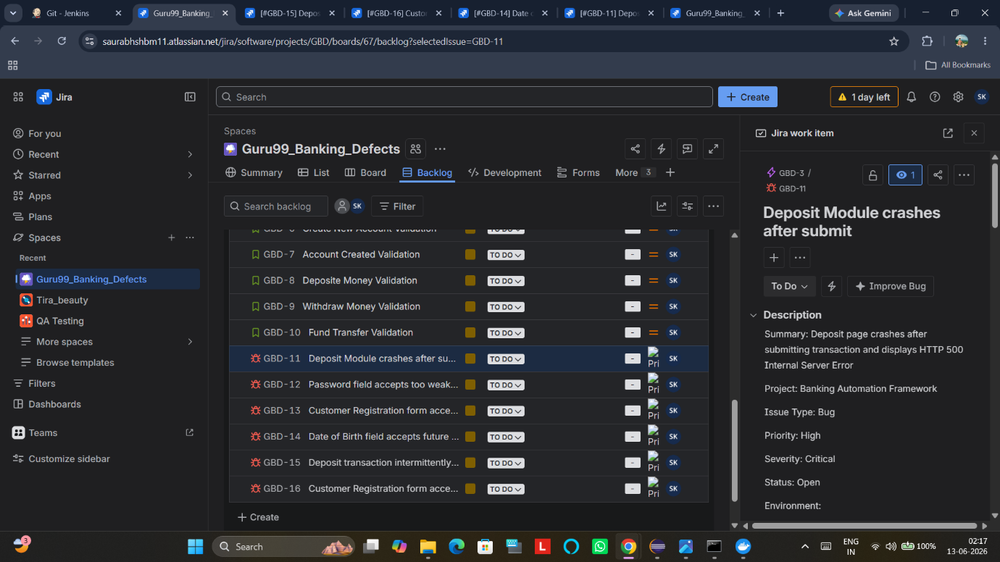 Git - Jenkins
Guru99_Banking_
[#GBD-15] Depos
[#GBD-16] Custo
[#GBD-14] Date o
[#GBD-11] Depos
Guru99_Banking_
Ask Gemini
saurabhshbm11.atlassian.net/jira/software/projects/GBD/boards/67/backlog?selectedIssue=GBD-11
All Bookmarks
Jira
Search
Create
1 day left
SK
For you
Recent
Starred
Apps
Plans
Spaces
Recent
Guru99_Banking_Defects
Tira_beauty
QA Testing
More spaces
Browse templates
Filters
Dashboards
Teams
Customize sidebar
Spaces
Guru99_Banking_Defects
Summary
List
Board
Backlog
Development
Forms
More 3
Search backlog
SK
Filter
GBD-6 Create New Account Validation TO DO - SK
GBD-7 Account Created Validation TO DO - SK
GBD-8 Deposite Money Validation TO DO - SK
GBD-9 Withdraw Money Validation TO DO - SK
GBD-10 Fund Transfer Validation TO DO - SK
GBD-11 Deposit Module crashes after su... TO DO - Pri SK
GBD-12 Password field accepts too weak... TO DO - Pri SK
GBD-13 Customer Registration form acce... TO DO - Pri SK
GBD-14 Date of Birth field accepts future ... TO DO - Pri SK
GBD-15 Deposit transaction intermittently... TO DO - Pri SK
GBD-16 Customer Registration form acce... TO DO - Pri SK
Create
Jira work item
GBD-3 /
GBD-11
1
Deposit Module crashes
after submit
To Do
Improve Bug
Description
Summary: Deposit page crashes after
submitting transaction and displays HTTP 500
Internal Server Error
Project: Banking Automation Framework
Issue Type: Bug
Priority: High
Severity: Critical
Status: Open
Environment:
3
Search
L
ENG
IN
100%
02:17
13-06-2026